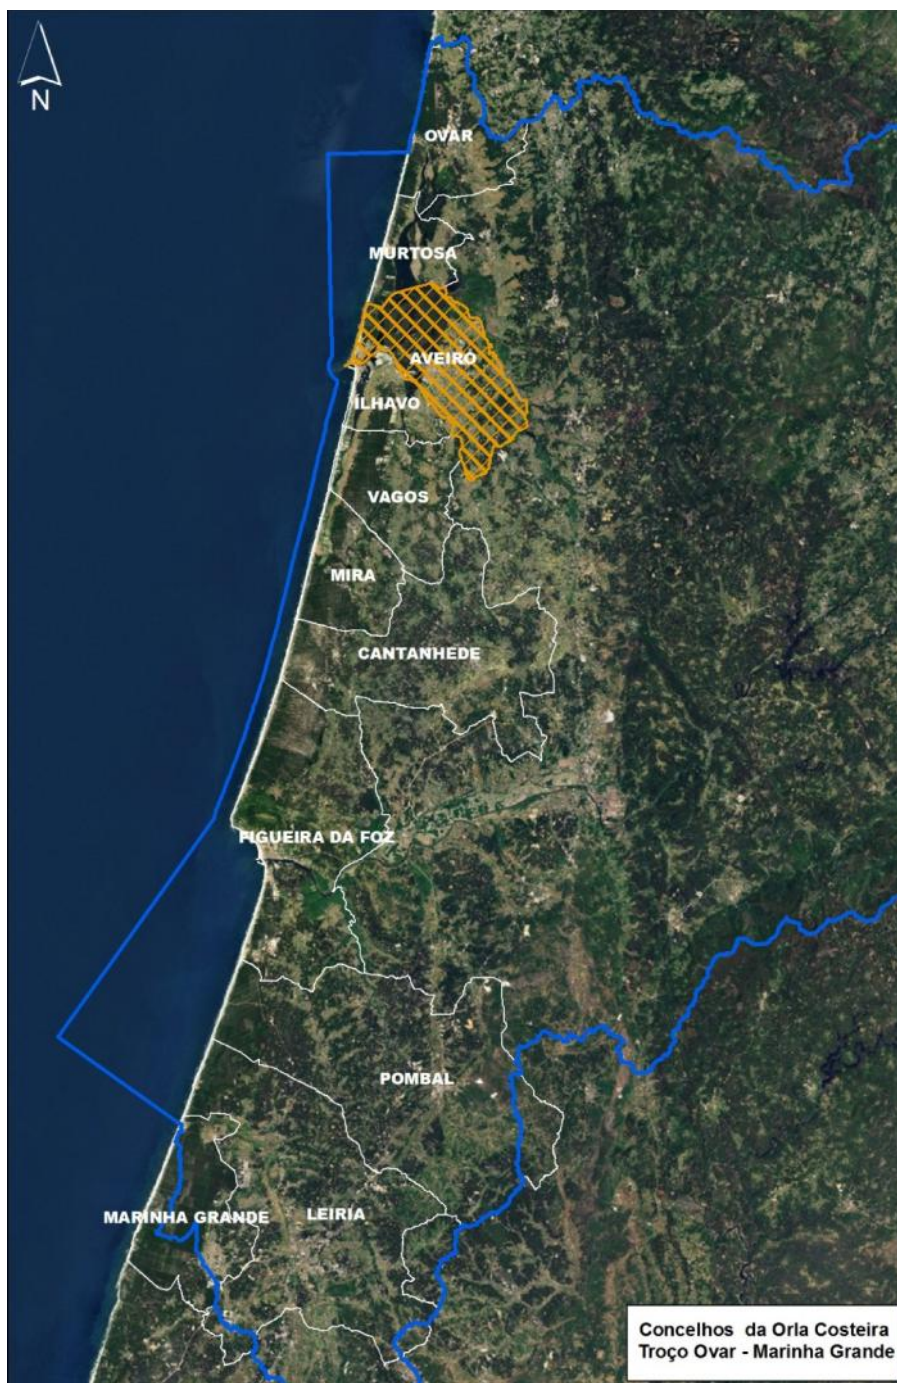 N
OVAR
MURTOSA
AVEIRO
ÍLHAVO
VAGOS
MIRA
CANTANHEDE
FIGUEIRA DA FOZ
POMBAL
MARINHA GRANDE
LEIRIA
Concelhos da Orla Costeira
Troço Ovar - Marinha Grande